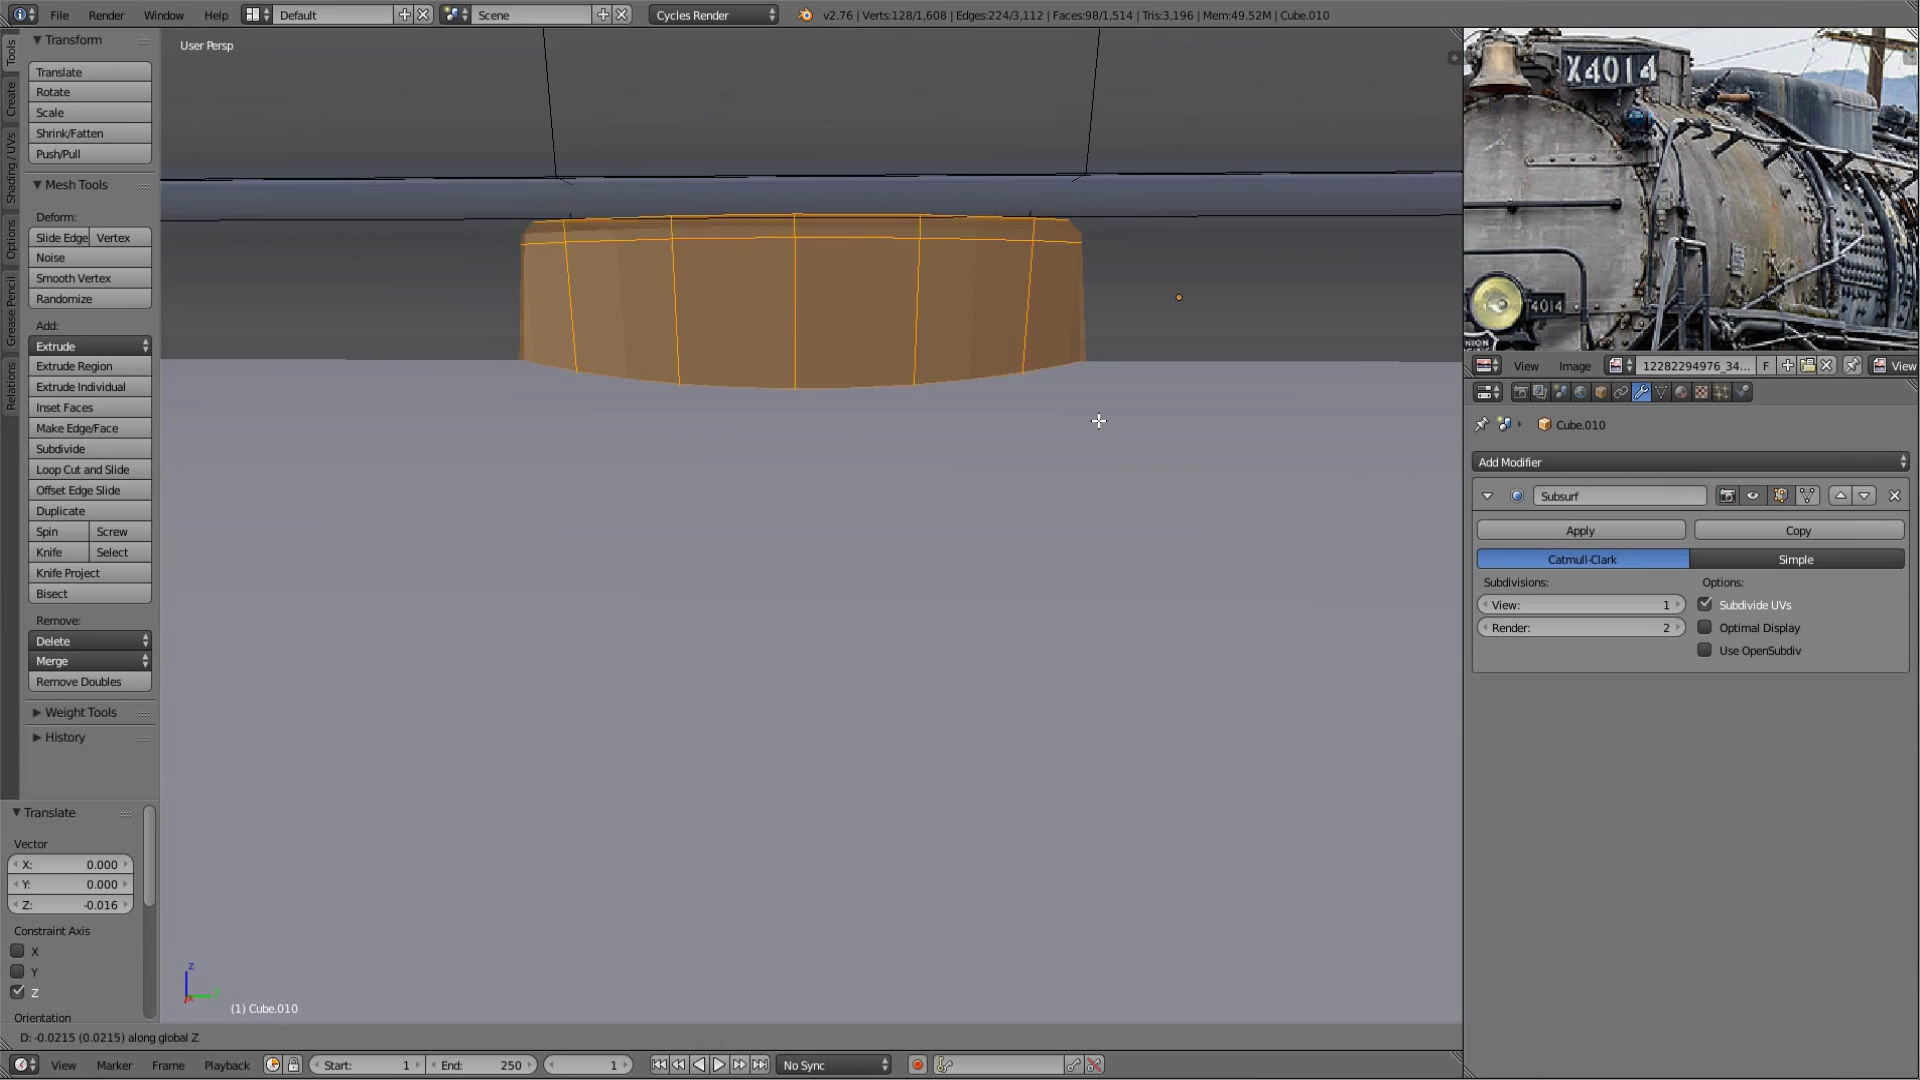 File Render Window Help Default Scene Cycles Render v2.76 | Verts:128/1,608 | Edges:224/3,112 | Faces:98/1,514 | Tris:3,196 | Mem:49.52M | Cube.010
Tools
Create
Shading / UVs
Options
Grease Pencil
Relations
Transform
Translate
Rotate
Scale
Shrink/Fatten
Push/Pull
Mesh Tools
Deform:
Slide Edge Vertex
Noise
Smooth Vertex
Randomize
Add:
Extrude
Extrude Region
Extrude Individual
Inset Faces
Make Edge/Face
Subdivide
Loop Cut and Slide
Offset Edge Slide
Duplicate
Spin Screw
Knife Select
Knife Project
Bisect
Remove:
Delete
Merge
Remove Doubles
Weight Tools
History
Translate
Vector
X: 0.000
Y: 0.000
Z: -0.016
Constraint Axis
X
Y
Z
Orientation
User Persp
z
(1) Cube.010
D: -0.0215 (0.0215) along global Z
X4014
4014
NION
View Image 12282294976_34... F View
Cube.010
Add Modifier
Subsurf
Apply Copy
Catmull-Clark Simple
Subdivisions: Options:
View: 1 Subdivide UVs
Render: 2 Optimal Display
Use OpenSubdiv
View Marker Frame Playback Start: 1 End: 250 1 No Sync